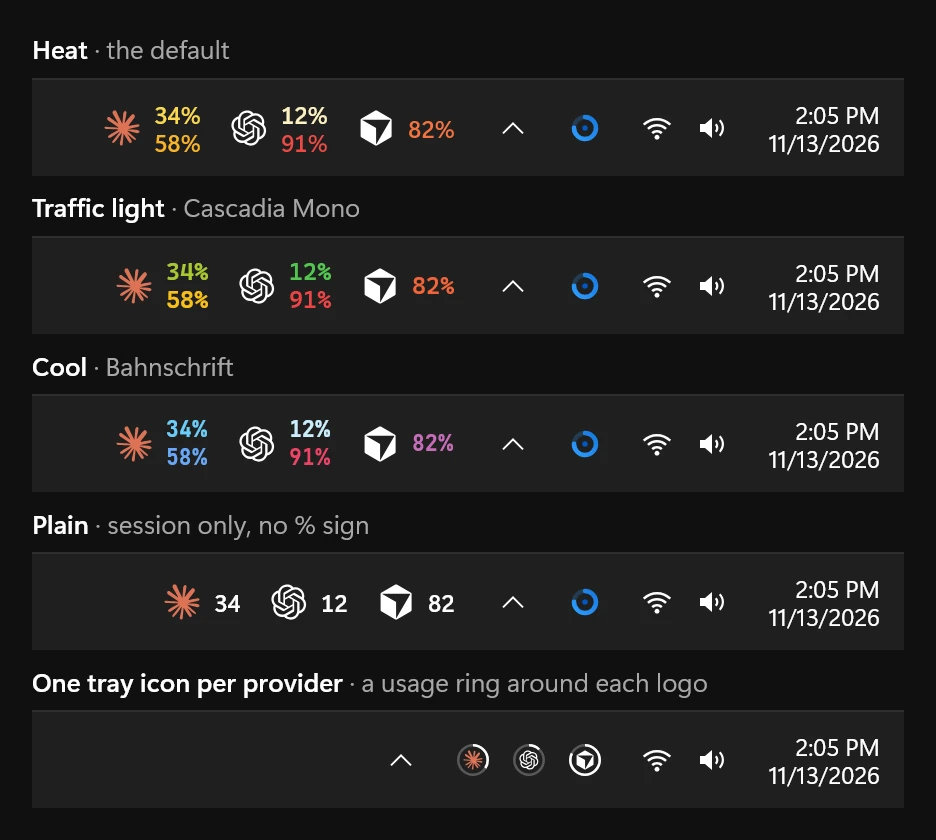 Heat · the default
34% 12% 82% 2:05 PM
58% 91% 11/13/2026
Traffic light · Cascadia Mono
34% 12% 82% 2:05 PM
58% 91% 11/13/2026
Cool · Bahnschrift
34% 12% 82% 2:05 PM
58% 91% 11/13/2026
Plain · session only, no % sign
34 12 82 2:05 PM
11/13/2026
One tray icon per provider · a usage ring around each logo
2:05 PM
11/13/2026